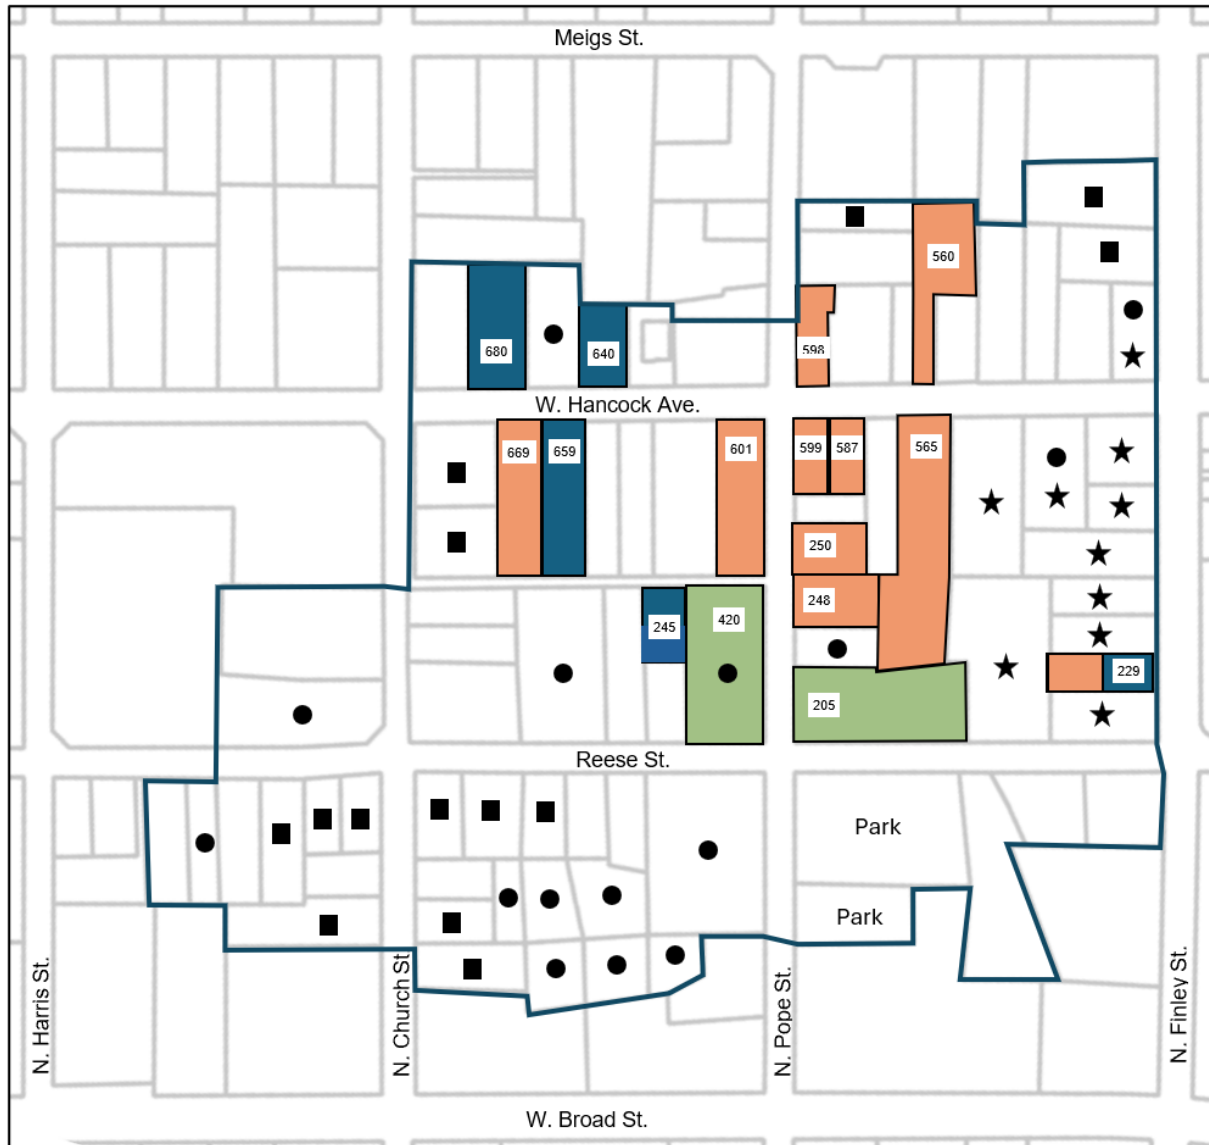 Meigs St.
560
598
680
640
W. Hancock Ave.
669
659
601
599
587
565
250
248
245
420
229
205
Reese St.
Park
Park
N. Harris St.
N. Church St
N. Pope St.
N. Finley St.
W. Broad St.